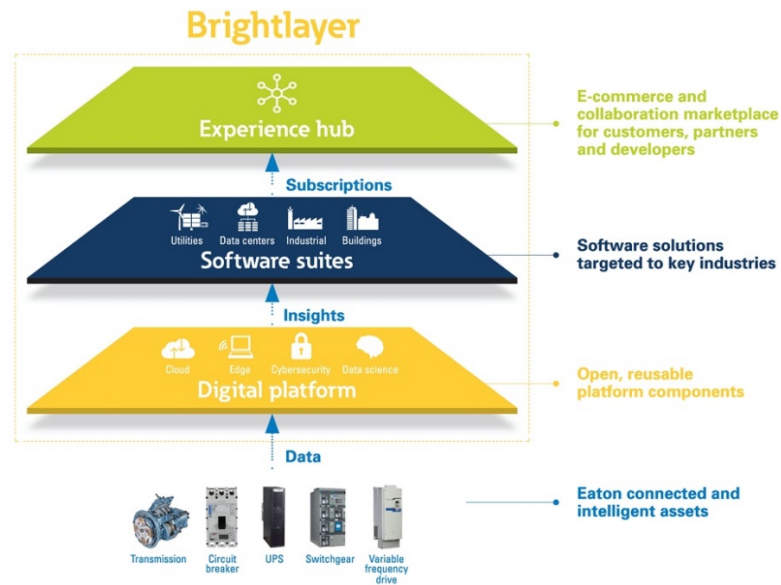 Brightlayer
Experience hub
E-commerce and
collaboration marketplace
for customers, partners
and developers
Subscriptions
Utilities
Data centers
Industrial
Buildings
Software suites
Software solutions
targeted to key industries
Insights
Cloud
Edge
Cybersecurity
Data science
Digital platform
Open, reusable
platform components
Data
Eaton connected and
intelligent assets
Transmission
Circuit
breaker
UPS
Switchgear
Variable
frequency
drive